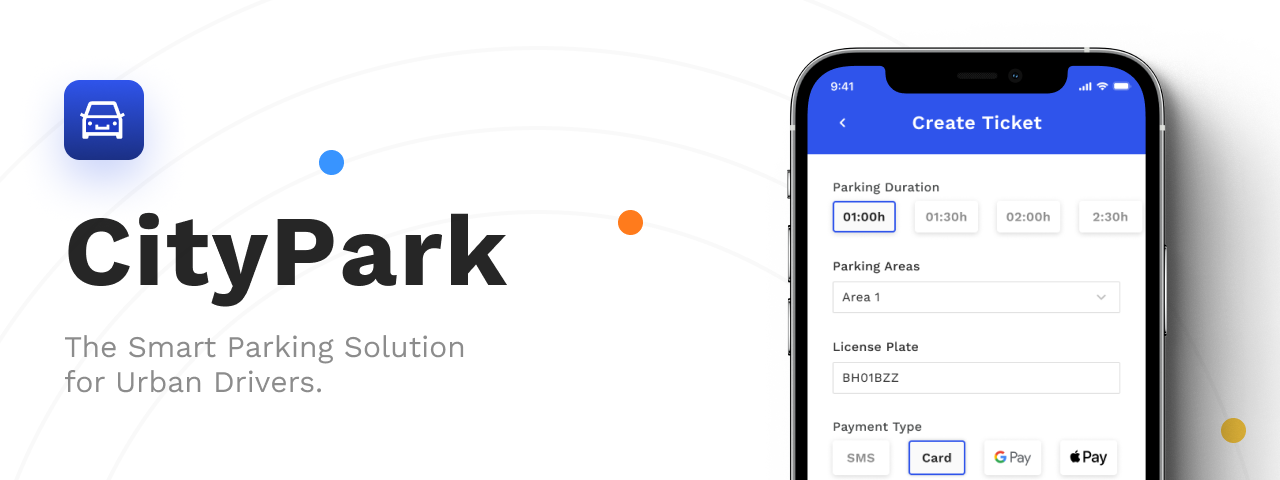 CityPark
The Smart Parking Solution
for Urban Drivers.
9:41
Create Ticket
Parking Duration
01:00h 01:30h 02:00h 2:30h
Parking Areas
Area 1
License Plate
BH01BZZ
Payment Type
SMS Card G Pay Pay